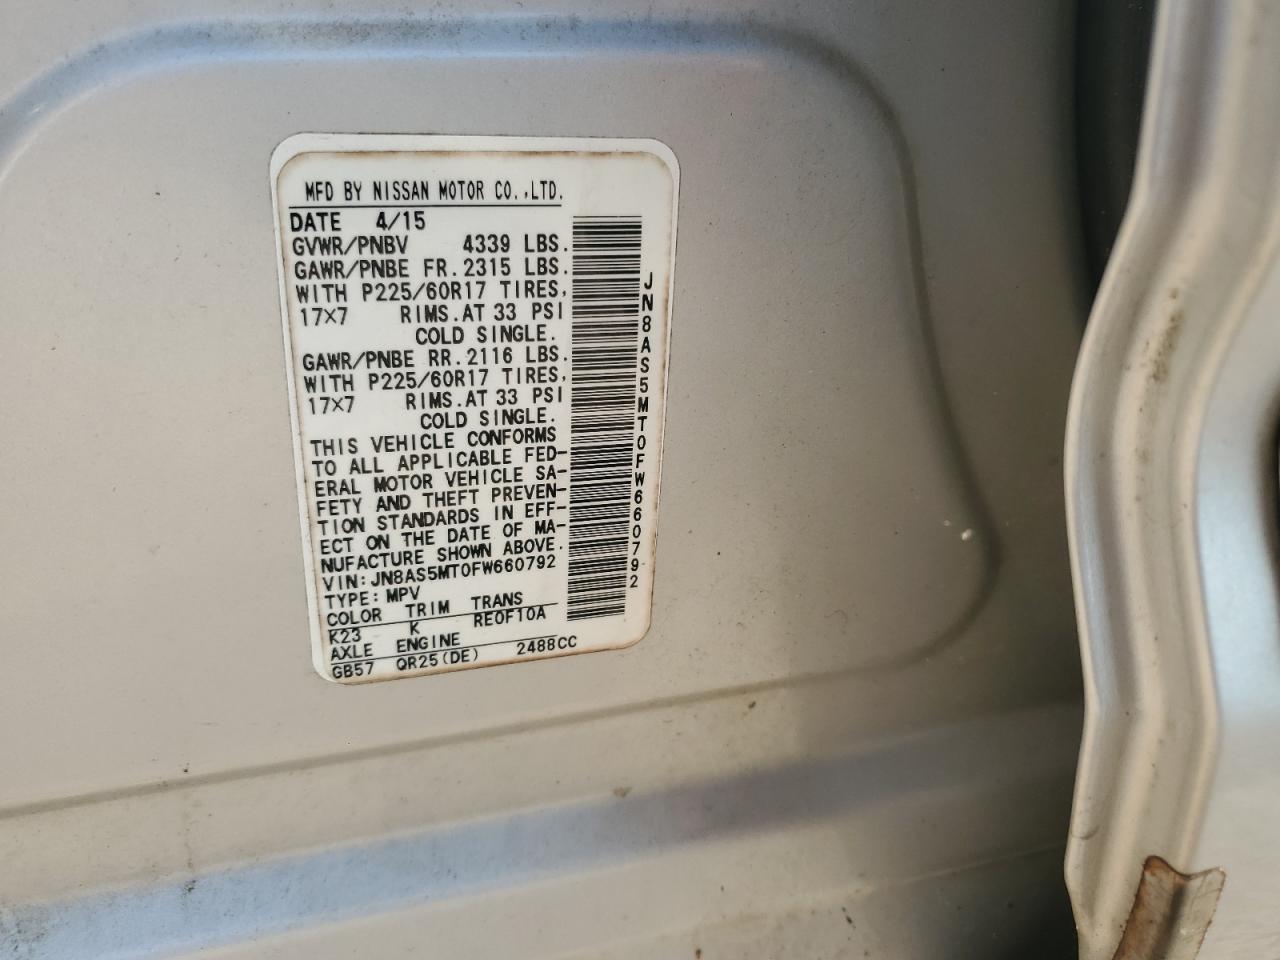 MFD BY NISSAN MOTOR CO.,LTD.
DATE 4/15
GVWR/PNBV 4339 LBS.
GAWR/PNBE FR.2315 LBS.
WITH P225/60R17 TIRES,
17×7 RIMS.AT 33 PSI
COLD SINGLE.
GAWR/PNBE RR.2116 LBS.
WITH P225/60R17 TIRES,
17×7 RIMS.AT 33 PSI
COLD SINGLE.
THIS VEHICLE CONFORMS
TO ALL APPLICABLE FED-
ERAL MOTOR VEHICLE SA-
FETY AND THEFT PREVEN-
TION STANDARDS IN EFF-
ECT ON THE DATE OF MA-
NUFACTURE SHOWN ABOVE.
VIN:JN8AS5MT0FW660792
TYPE:MPV
COLOR TRIM TRANS
K23 K RE0F10A
AXLE ENGINE
GB57 QR25(DE) 2488CC
JN8AS5MT0FW660792